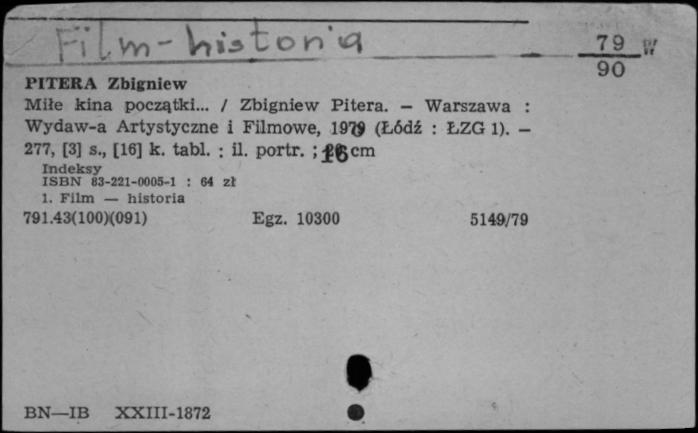 Film-historia
79 W
90
PITERA Zbigniew
Miłe kina początki... / Zbigniew Pitera. — Warszawa :
Wydaw-a Artystyczne i Filmowe, 1979 (Łódź : ŁZG 1). —
277, [3] s., [16] k. tabl. : il. portr. ; 16 cm
Indeksy
ISBN 83-221-0005-1 : 64 zł
1. Film — historia
791.43(100)(091) Egz. 10300 5149/79
BN—IB XXIII-1872